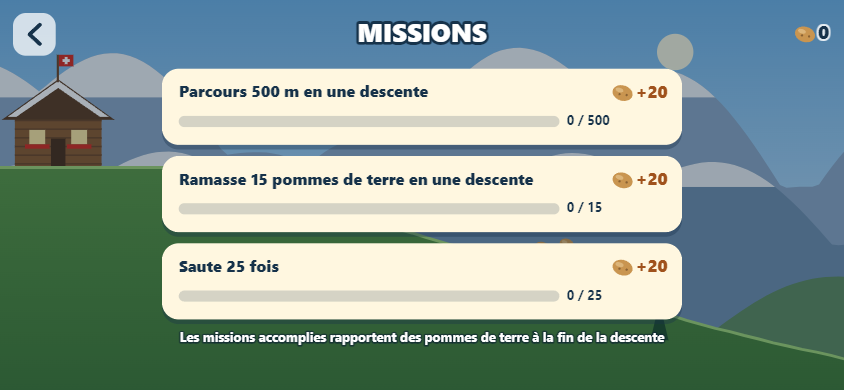 MISSIONS
0
Parcours 500 m en une descente
+20
0 / 500
Ramasse 15 pommes de terre en une descente
+20
0 / 15
Saute 25 fois
+20
0 / 25
Les missions accomplies rapportent des pommes de terre à la fin de la descente